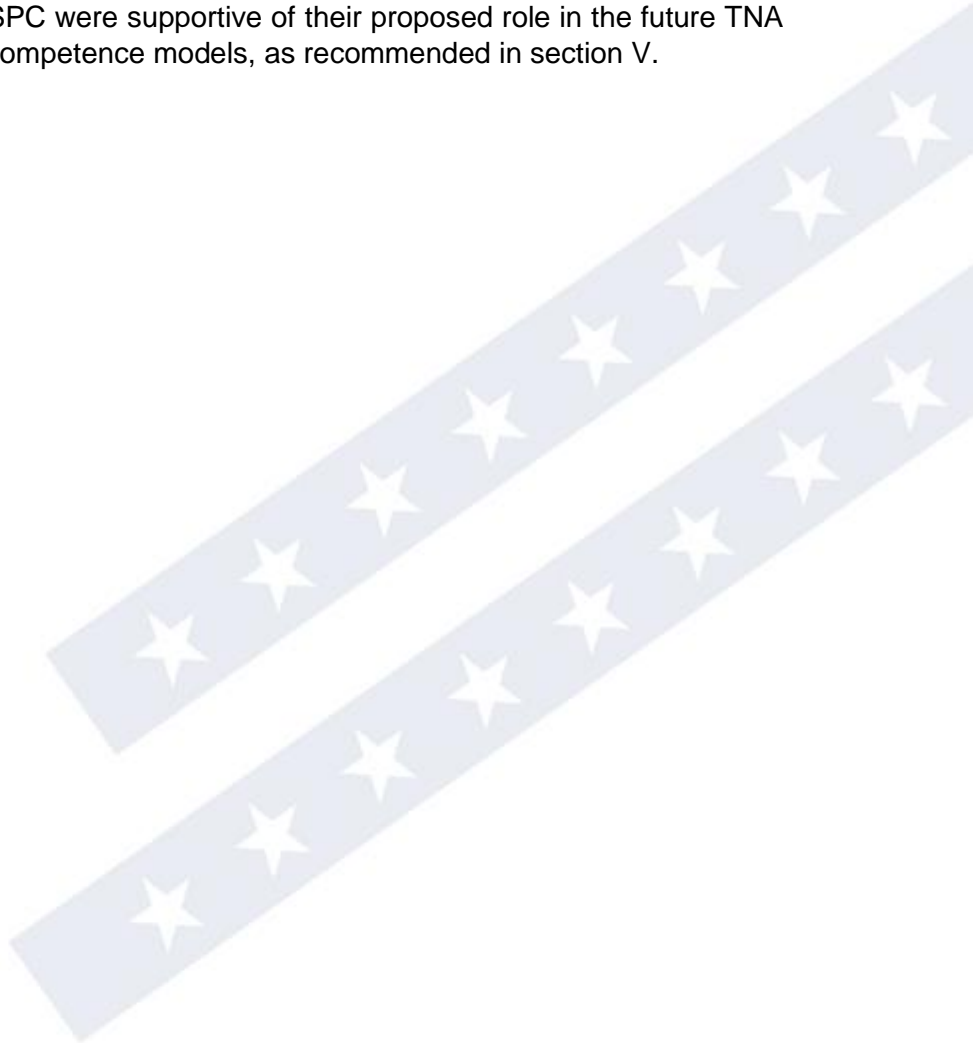 SPC were supportive of their proposed role in the future TNA
ompetence models, as recommended in section V.